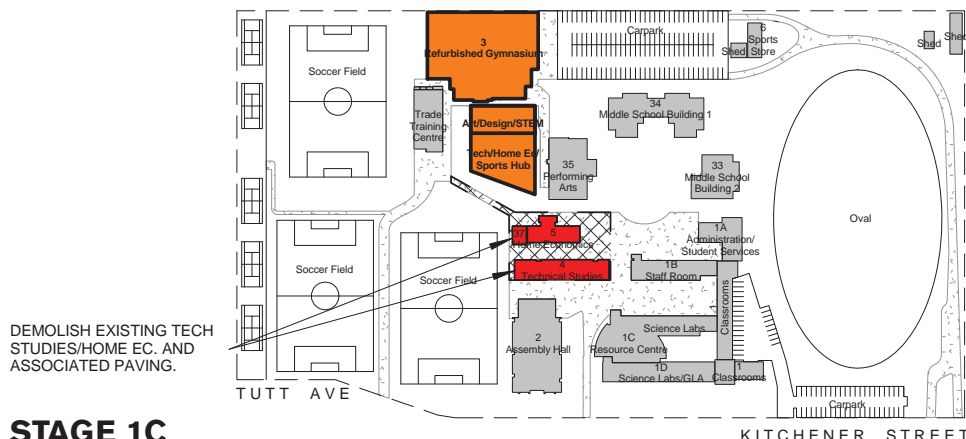 3
Refurbished Gymnasium
Carpark
6
Sports
Store
Shed
Shed
Shed
Soccer Field
Trade
Training
Centre
Art/Design/STEM
Tech/Home Ec/
Sports Hub
34
Middle School Building 1
35
Performing
Arts
33
Middle School
Building 2
Oval
37
5
Home Economics
4
Technical Studies
1A
Administration/
Student Services
1B
Staff Room
Soccer Field
Soccer Field
1
Classrooms
Science Labs
1C
Resource Centre
2
Assembly Hall
1D
Science Labs/GLA
1
Classrooms
Carpark
DEMOLISH EXISTING TECH
STUDIES/HOME EC. AND
ASSOCIATED PAVING.
TUTT AVE
STAGE 1C
KITCHENER STREET